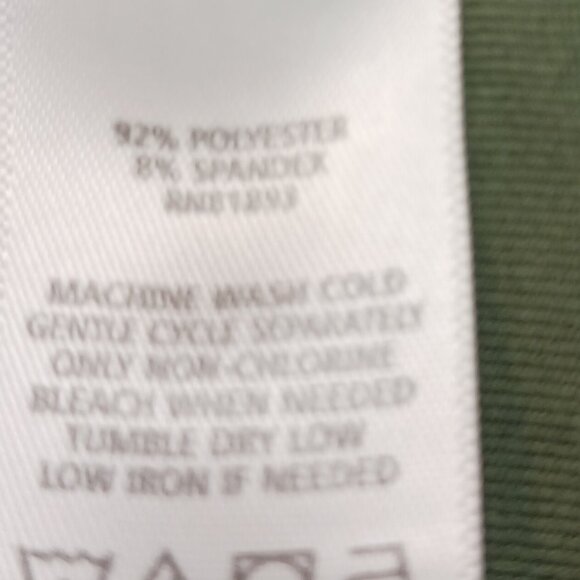 92% POLYESTER
8% SPANDEX
MACHINE WASH COLD
GENTLE CYCLE SEPARATELY
ONLY NON-CHLORINE
BLEACH WHEN NEEDED
TUMBLE DRY LOW
LOW IRON IF NEEDED